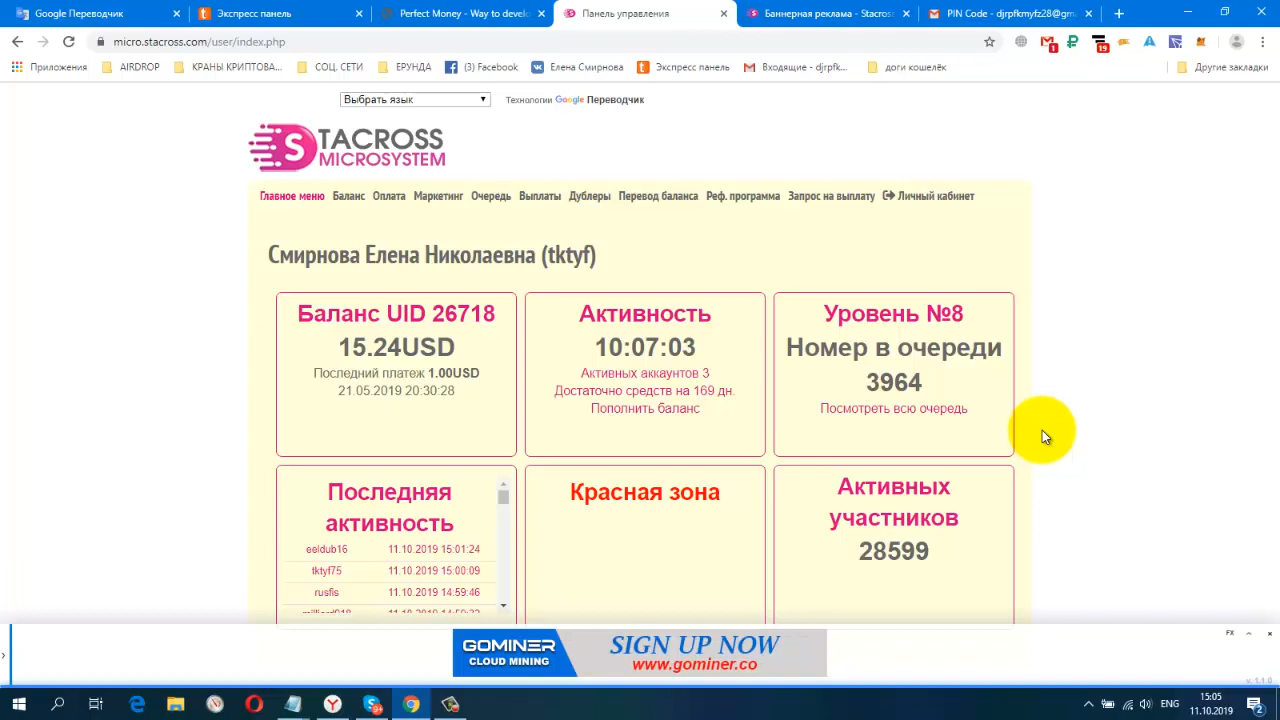 Google Переводчик
Экспресс панель
Perfect Money - Way to develo
Панель управления
Баннерная реклама - Stacross
PIN Code - djrpfkmyfz28@gm
micro.stacross.com/user/index.php
1
19
Приложения
AIRDROP
КРАНЫ КРИПТОВА...
СОЦ. СЕТИ
ЕРУНДА
(3) Facebook
Елена Смирнова
Экспресс панель
Входящие - djrpfk...
доги кошелёк
Другие закладки
Выбрать язык
Технологии Google Переводчик
STACROSS
MICROSYSTEM
Главное меню Баланс Оплата Маркетинг Очередь Выплаты Дублеры Перевод баланса Реф. программа Запрос на выплату Личный кабинет
Смирнова Елена Николаевна (tktyf)
Баланс UID 26718
15.24USD
Последний платеж 1.00USD
21.05.2019 20:30:28
Активность
10:07:03
Активных аккаунтов 3
Достаточно средств на 169 дн.
Пополнить баланс
Уровень №8
Номер в очереди
3964
Посмотреть всю очередь
Последняя
активность
eeldub16 11.10.2019 15:01:24
tktyf75 11.10.2019 15:00:09
rusfis 11.10.2019 14:59:46
Красная зона
Активных
участников
28599
GOMINER
CLOUD MINING
SIGN UP NOW
www.gominer.co
FX
v. 1.1.0
ENG
15:05
11.10.2019
2